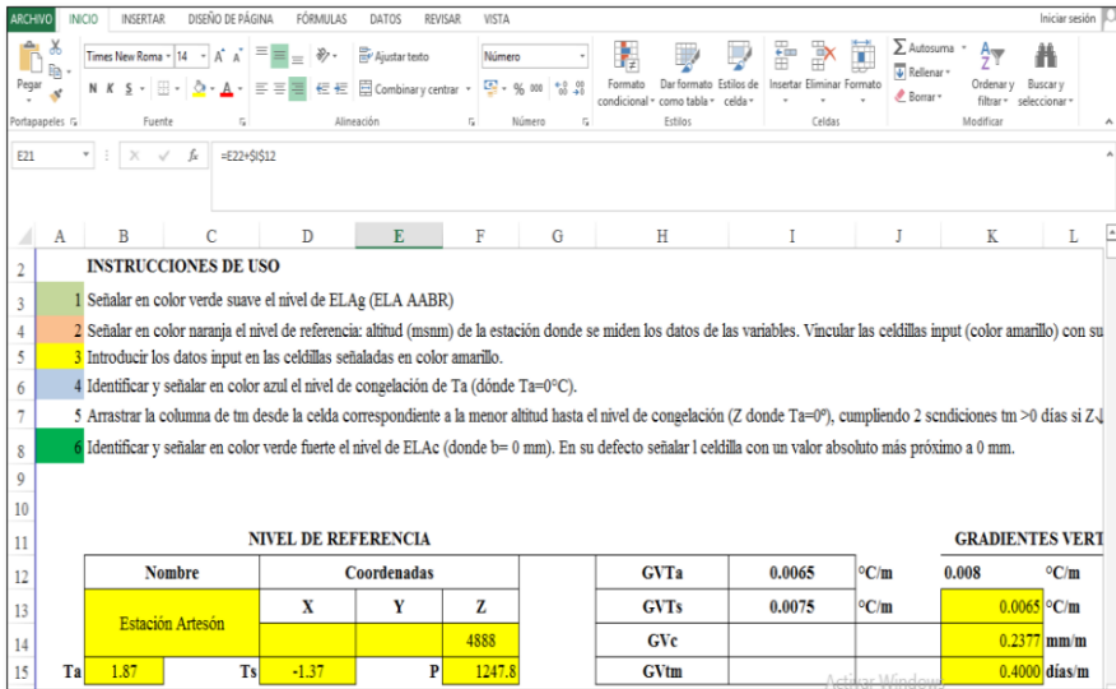 ARCHIVO INICIO INSERTAR DISEÑO DE PÁGINA FÓRMULAS DATOS REVISAR VISTA Iniciar sesión
Times New Roma 14 A A Ajustar texto Número Autosuma
Pegar N K S A Combinar y centrar % 000 Formato condicional Dar formato como tabla Estilos de celda Insertar Eliminar Formato Rellenar Borrar Ordenar y filtrar Buscar y seleccionar
Portapapeles Fuente Alineación Número Estilos Celdas Modificar
E21 fx =E22+$I$12
A B C D E F G H I J K L
2 INSTRUCCIONES DE USO
3 1 Señalar en color verde suave el nivel de ELAg (ELA AABR)
4 2 Señalar en color naranja el nivel de referencia: altitud (msnm) de la estación donde se miden los datos de las variables. Vincular las celdillas input (color amarillo) con su
5 3 Introducir los datos input en las celdillas señaladas en color amarillo.
6 4 Identificar y señalar en color azul el nivel de congelación de Ta (dónde Ta=0°C).
7 5 Arrastrar la columna de tm desde la celda correspondiente a la menor altitud hasta el nivel de congelación (Z donde Ta=0°), cumpliendo 2 scndiciones tm >0 días si Z↓
8 6 Identificar y señalar en color verde fuerte el nivel de ELAc (donde b= 0 mm). En su defecto señalar l celdilla con un valor absoluto más próximo a 0 mm.
9
10
11 NIVEL DE REFERENCIA GRADIENTES VERT
12 Nombre Coordenadas GVTa 0.0065 °C/m 0.008 °C/m
13 Estación Artesón X Y Z GVTs 0.0075 °C/m 0.0065 °C/m
14 4888 GVc 0.2377 mm/m
15 Ta 1.87 Ts -1.37 P 1247.8 GVtm 0.4000 días/m
Activar Windows